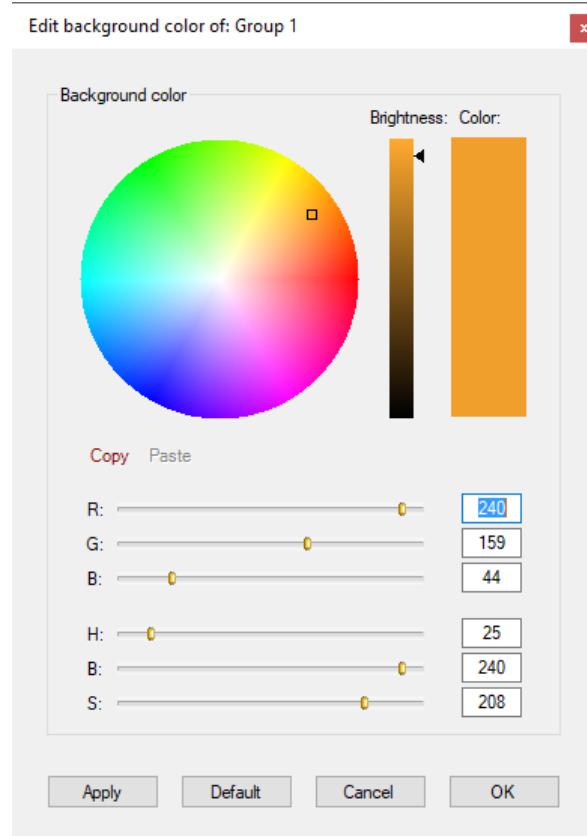 Edit background color of: Group 1
x
Background color
Brightness: Color:
Copy Paste
R: 240
G: 159
B: 44
H: 25
B: 240
S: 208
Apply Default Cancel OK